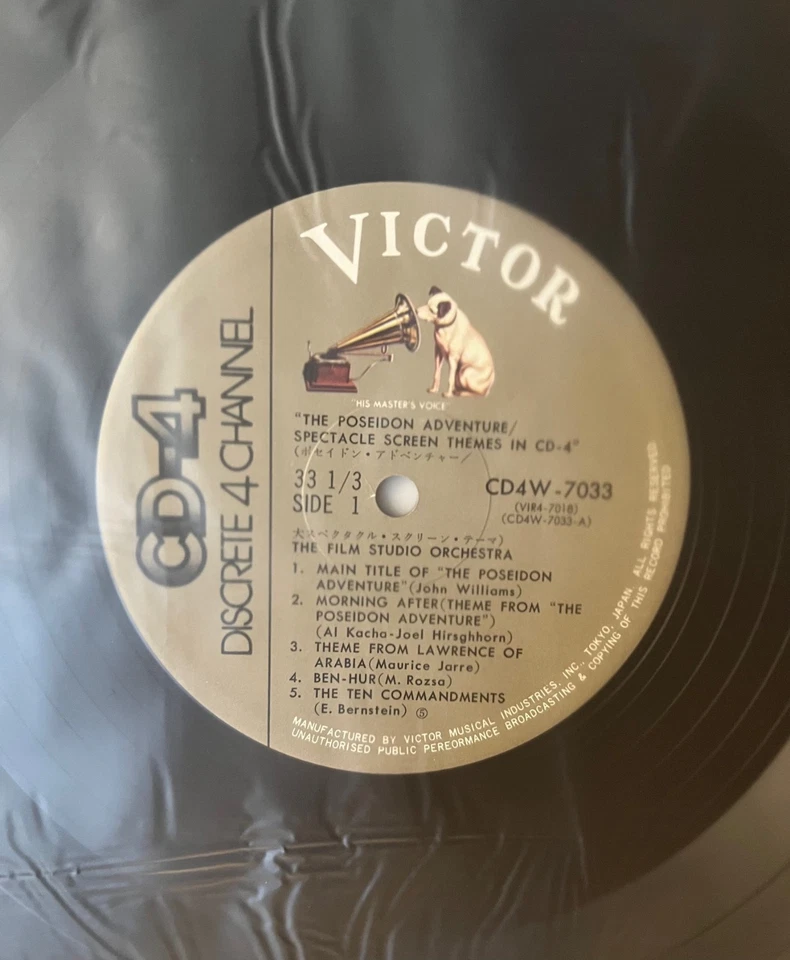 VICTOR
"HIS MASTER'S VOICE"
CD-4
DISCRETE 4 CHANNEL
"THE POSEIDON ADVENTURE/
SPECTACLE SCREEN THEMES IN CD-4"
(ポセイドン・アドベンチャー/
33 1/3
SIDE 1
CD4W-7033
(VIR4-7018)
(CD4W-7033-A)
大スペクタクル・スクリーン・テーマ)
THE FILM STUDIO ORCHESTRA
1. MAIN TITLE OF "THE POSEIDON
ADVENTURE"(John Williams)
2. MORNING AFTER(THEME FROM "THE
POSEIDON ADVENTURE")
(Al Kacha-Joel Hirsghhorn)
3. THEME FROM LAWRENCE OF
ARABIA(Maurice Jarre)
4. BEN-HUR(M. Rozsa)
5. THE TEN COMMANDMENTS
(E. Bernstein) ⑤
MANUFACTURED BY VICTOR MUSICAL INDUSTRIES, INC., TOKYO, JAPAN. ALL RIGHTS RESERVED
UNAUTHORISED PUBLIC PEREORMANCE BROADCASTING & COPYING OF THIS RECORD PROHIBITED